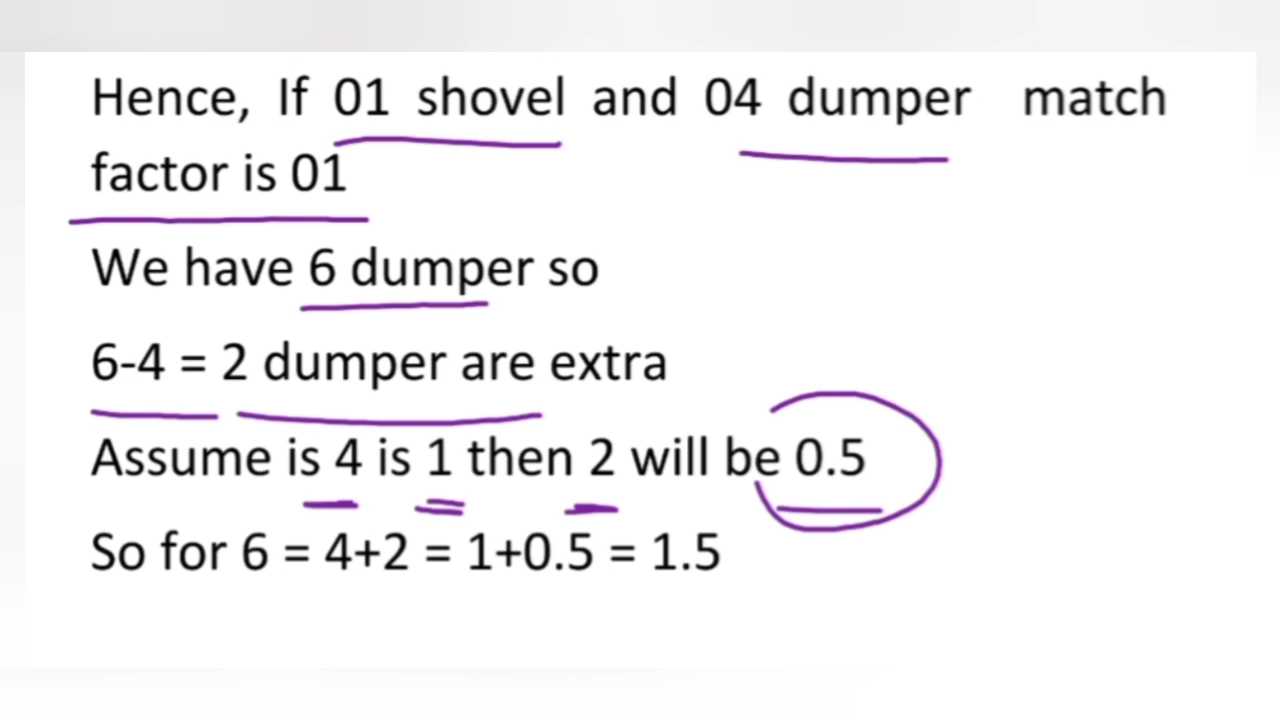 Hence, If 01 shovel and 04 dumper match
factor is 01
We have 6 dumper so
6-4 = 2 dumper are extra
Assume is 4 is 1 then 2 will be 0.5
So for 6 = 4+2 = 1+0.5 = 1.5